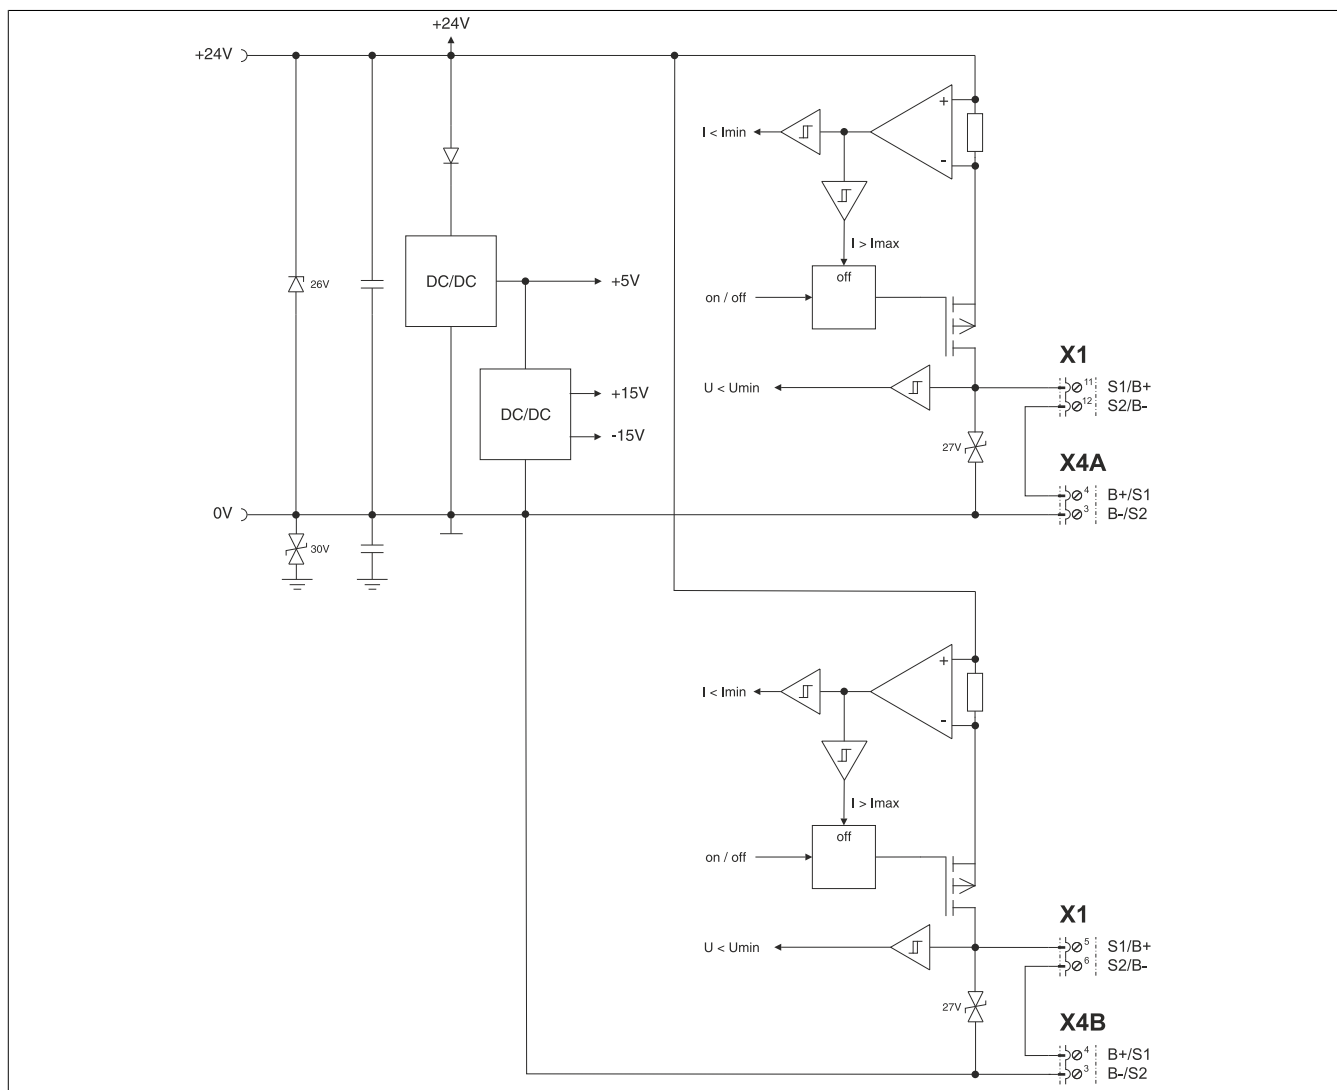 +24V
+24V
+
I < Imin
-
I > Imax
DC/DC
26V
+5V
off
on / off
X1
11 S1/B+
U < Umin
12 S2/B-
+15V
DC/DC
-15V
27V
X4A
4 B+/S1
0V
3 B-/S2
30V
+
I < Imin
-
I > Imax
off
on / off
X1
5 S1/B+
U < Umin
6 S2/B-
27V
X4B
4 B+/S1
3 B-/S2